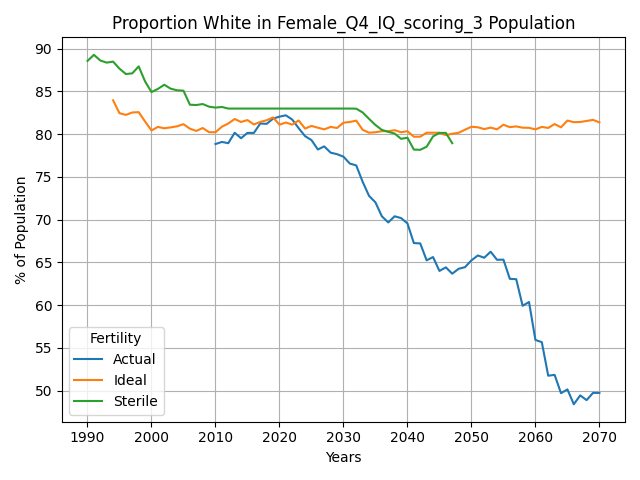 Proportion White in Female_Q4_IQ_scoring_3 Population
% of Population
90
85
80
75
70
65
60
55
50
Fertility
Actual
Ideal
Sterile
1990 2000 2010 2020 2030 2040 2050 2060 2070
Years